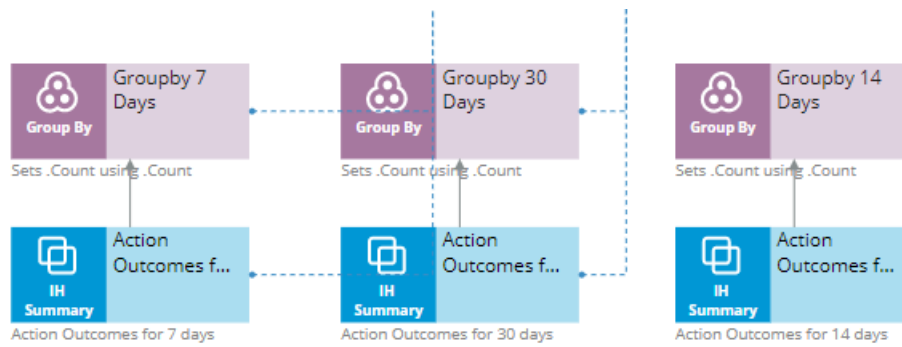 Groupby 7
Days
Group By
Sets .Count using .Count
Groupby 30
Days
Group By
Sets .Count using .Count
Groupby 14
Days
Group By
Sets .Count using .Count
Action
Outcomes f...
IH
Summary
Action Outcomes for 7 days
Action
Outcomes f...
IH
Summary
Action Outcomes for 30 days
Action
Outcomes f...
IH
Summary
Action Outcomes for 14 days